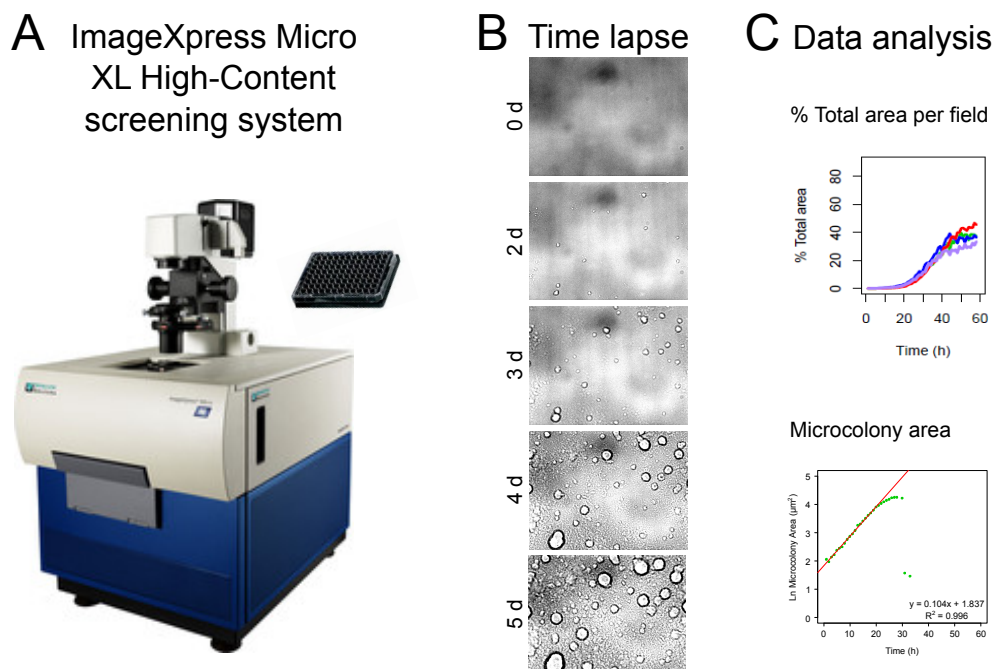 A ImageXpress Micro
XL High-Content
screening system
B Time lapse
0 d
2 d
3 d
4 d
5 d
C Data analysis
% Total area per field
% Total area
80
60
40
20
0
0 20 40 60
Time (h)
Microcolony area
Ln Microcolony Area (µm²)
5
4
3
2
1
0
y = 0.104x + 1.837
R² = 0.996
0 10 20 30 40 50 60
Time (h)